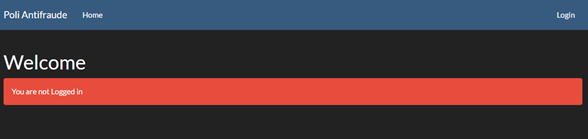 Poli Antifraude Home Login
Welcome
You are not Logged in